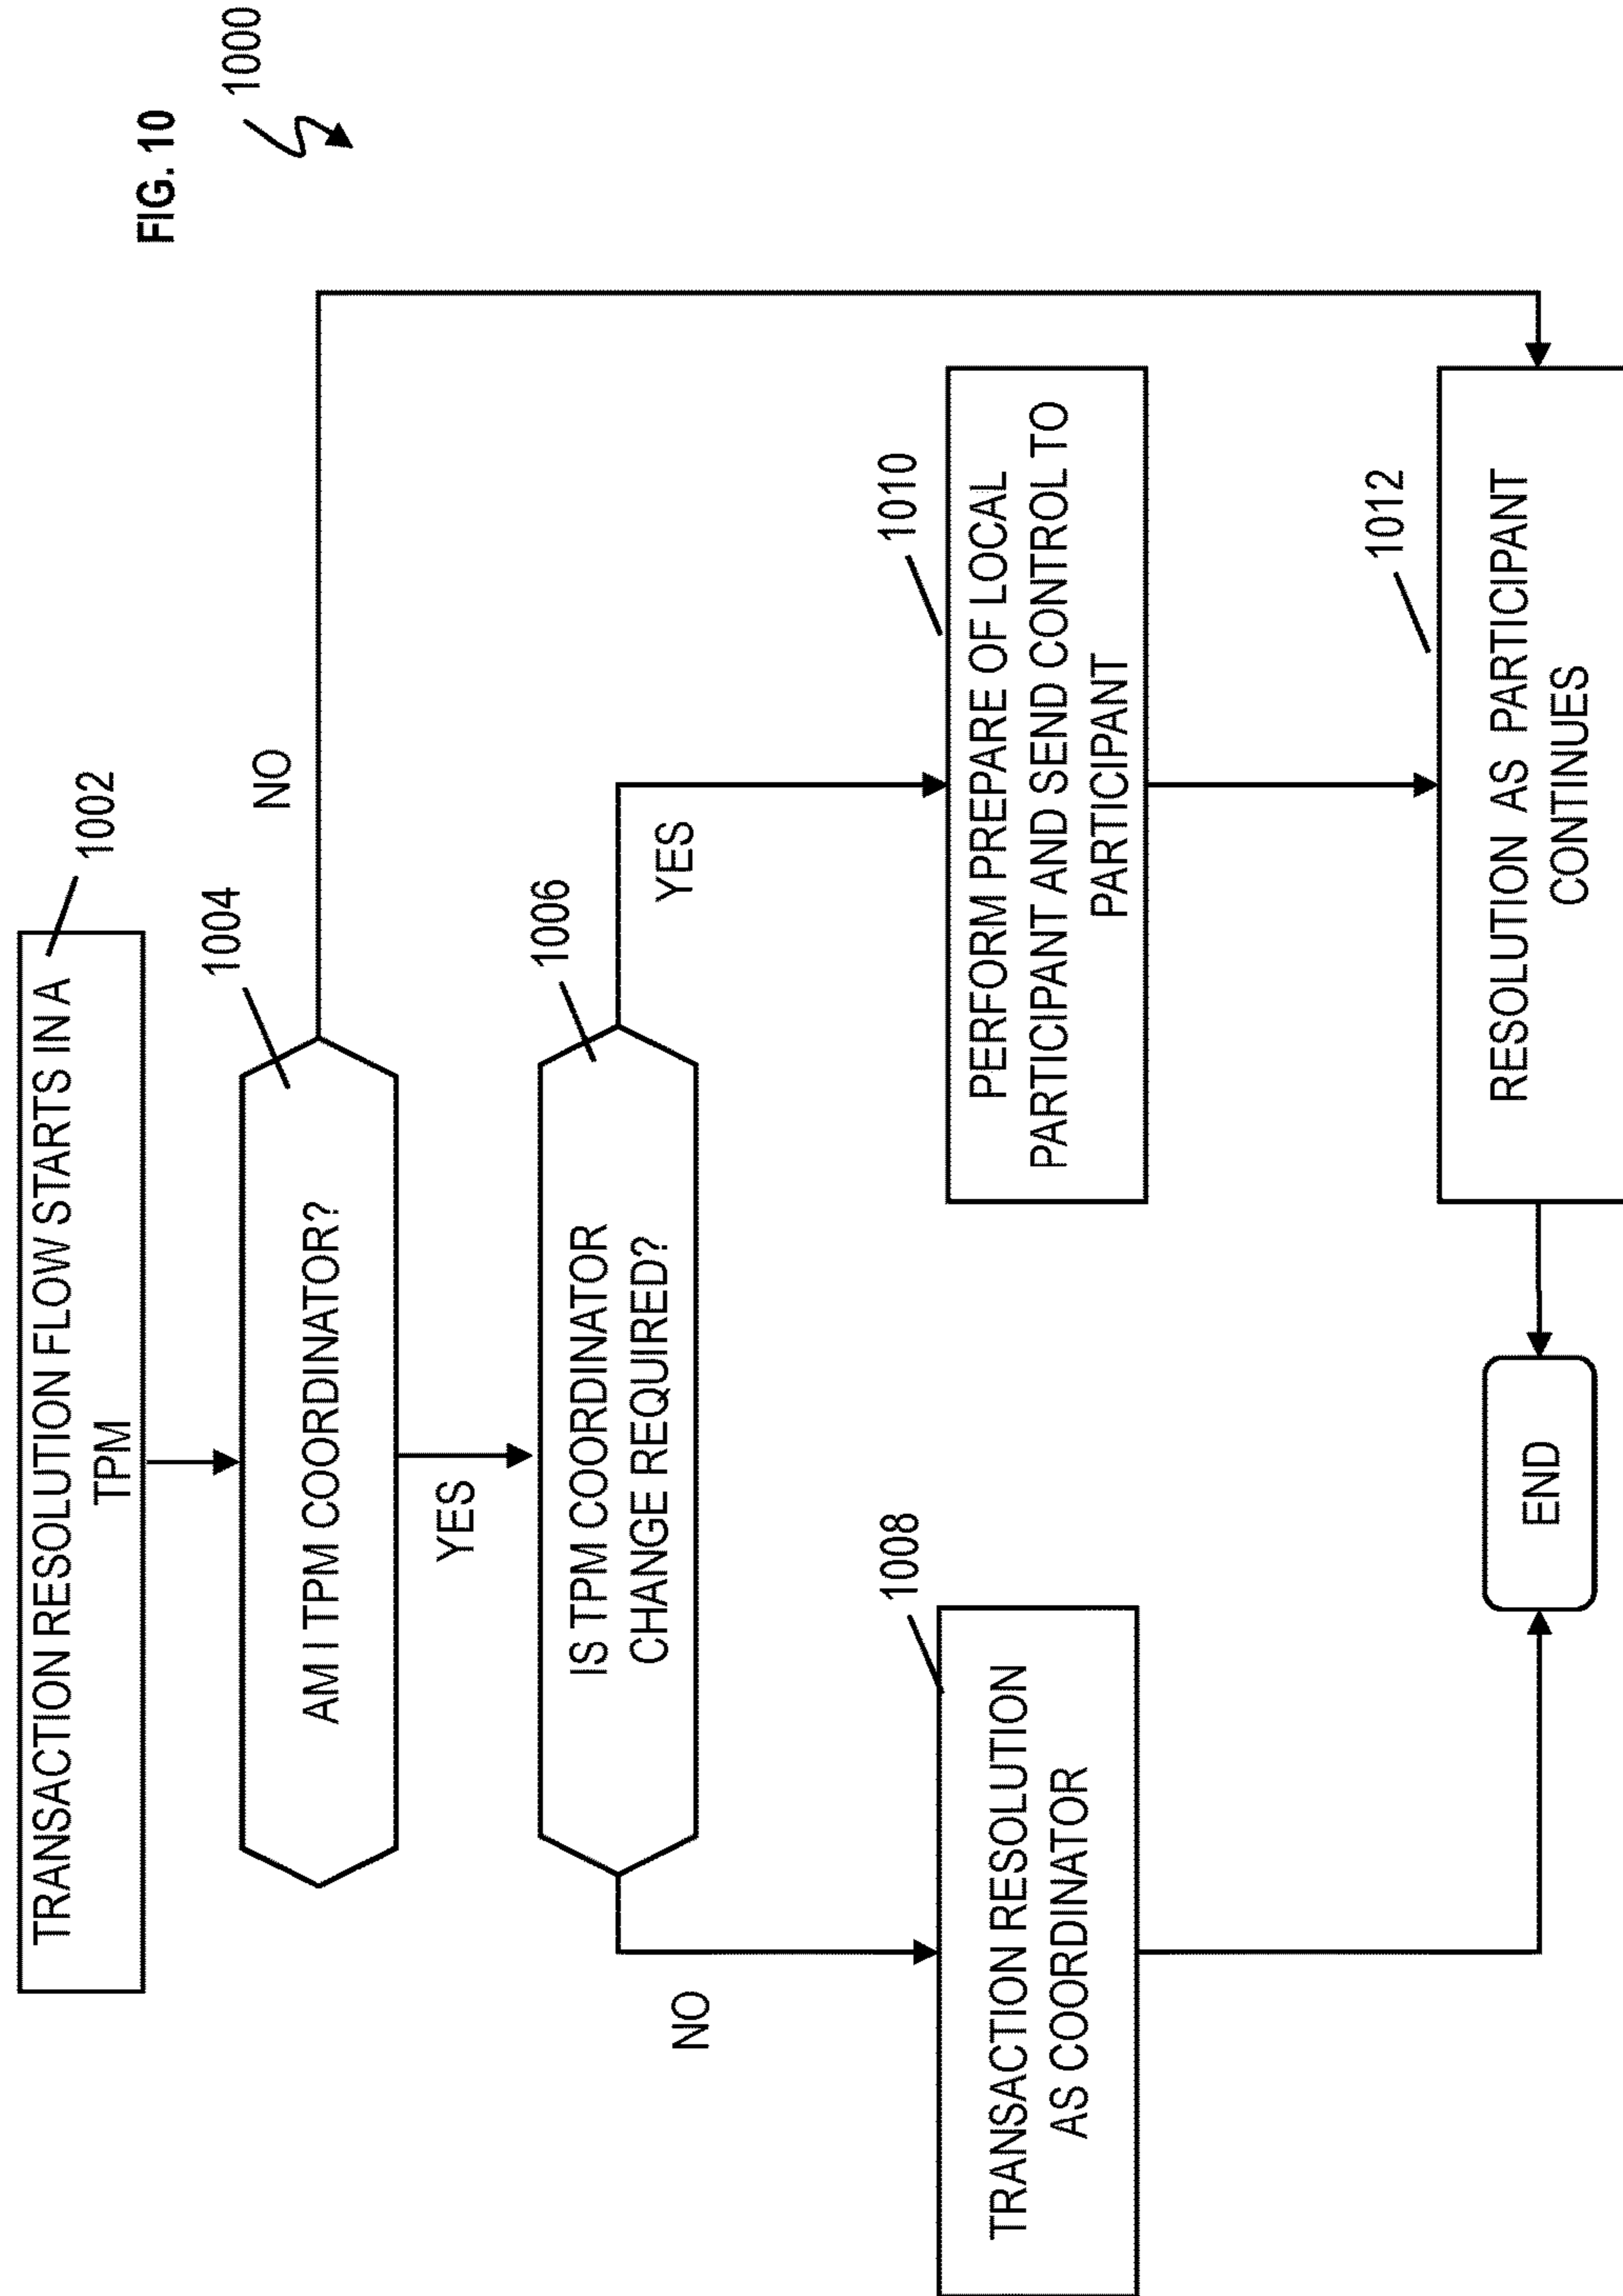 FIG. 10
1000
1002
TRANSACTION RESOLUTION FLOW STARTS IN A
TPM
1004
AM I TPM COORDINATOR?
NO
YES
1006
IS TPM COORDINATOR
CHANGE REQUIRED?
YES
NO
1008
TRANSACTION RESOLUTION
AS COORDINATOR
1010
PERFORM PREPARE OF LOCAL
PARTICIPANT AND SEND CONTROL TO
PARTICIPANT
1012
RESOLUTION AS PARTICIPANT
CONTINUES
END